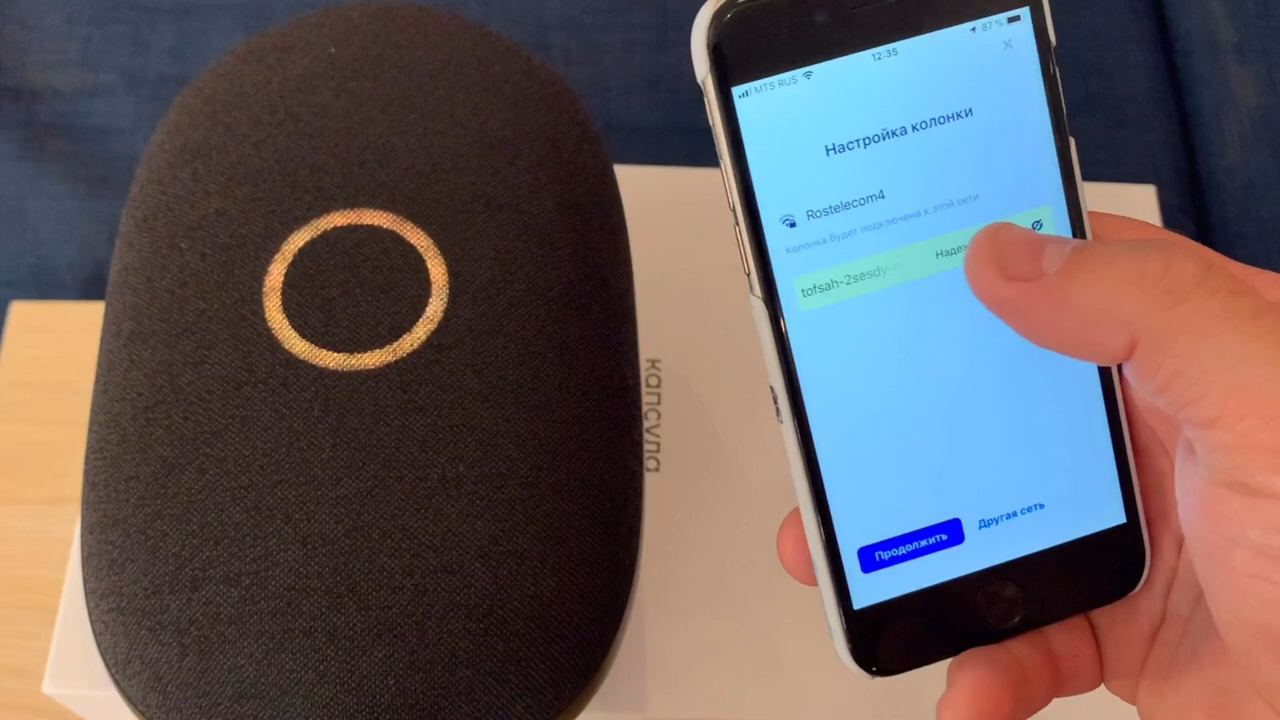 MTS RUS 12:35 87 %
Настройка колонки
Rostelecom4
Колонка будет подключена к этой сети
tofsah-2sesdy-
Продолжить
Другая сеть
капсула